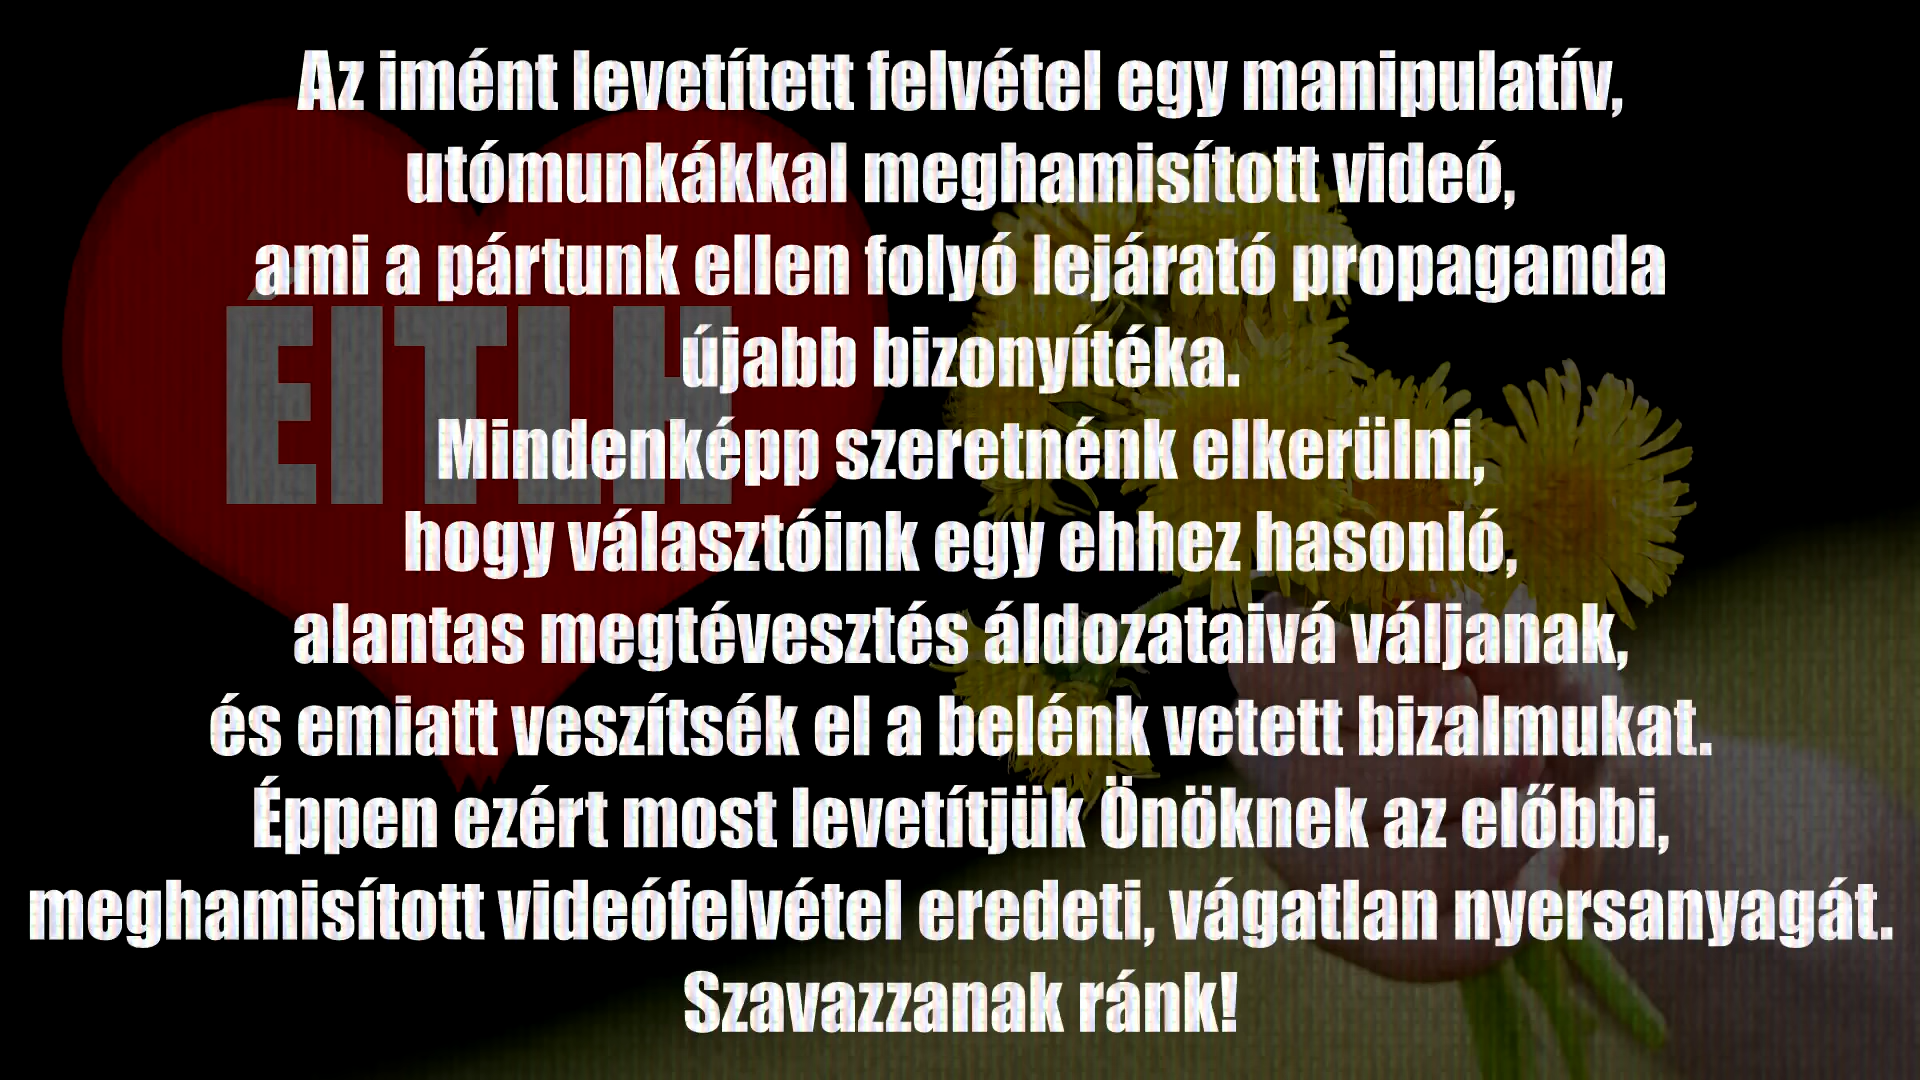 Az imént levetített felvétel egy manipulatív,
utómunkákkal meghamisított videó,
ami a pártunk ellen folyó lejárató propaganda
újabb bizonyítéka.
Mindenképp szeretnénk elkerülni,
hogy választóink egy ehhez hasonló,
alantas megtévesztés áldozataivá váljanak,
és emiatt veszítsék el a belénk vetett bizalmukat.
Éppen ezért most levetítjük Önöknek az előbbi,
meghamisított videófelvétel eredeti, vágatlan nyersanyagát.
Szavazzanak ránk!
ÉITLH